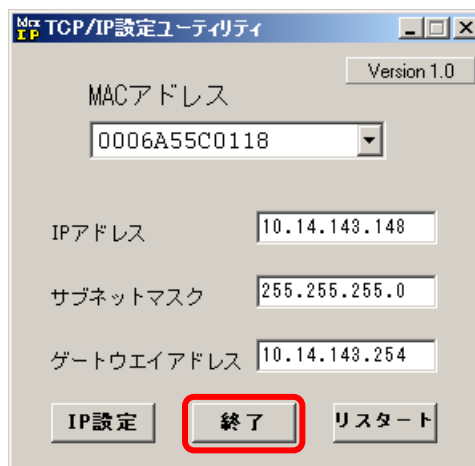 Mac IP TCP/IP設定ユーティリティ
Version 1.0
MACアドレス
0006A55C0118
IPアドレス 10.14.143.148
サブネットマスク 255.255.255.0
ゲートウエイアドレス 10.14.143.254
IP設定 終了 リスタート